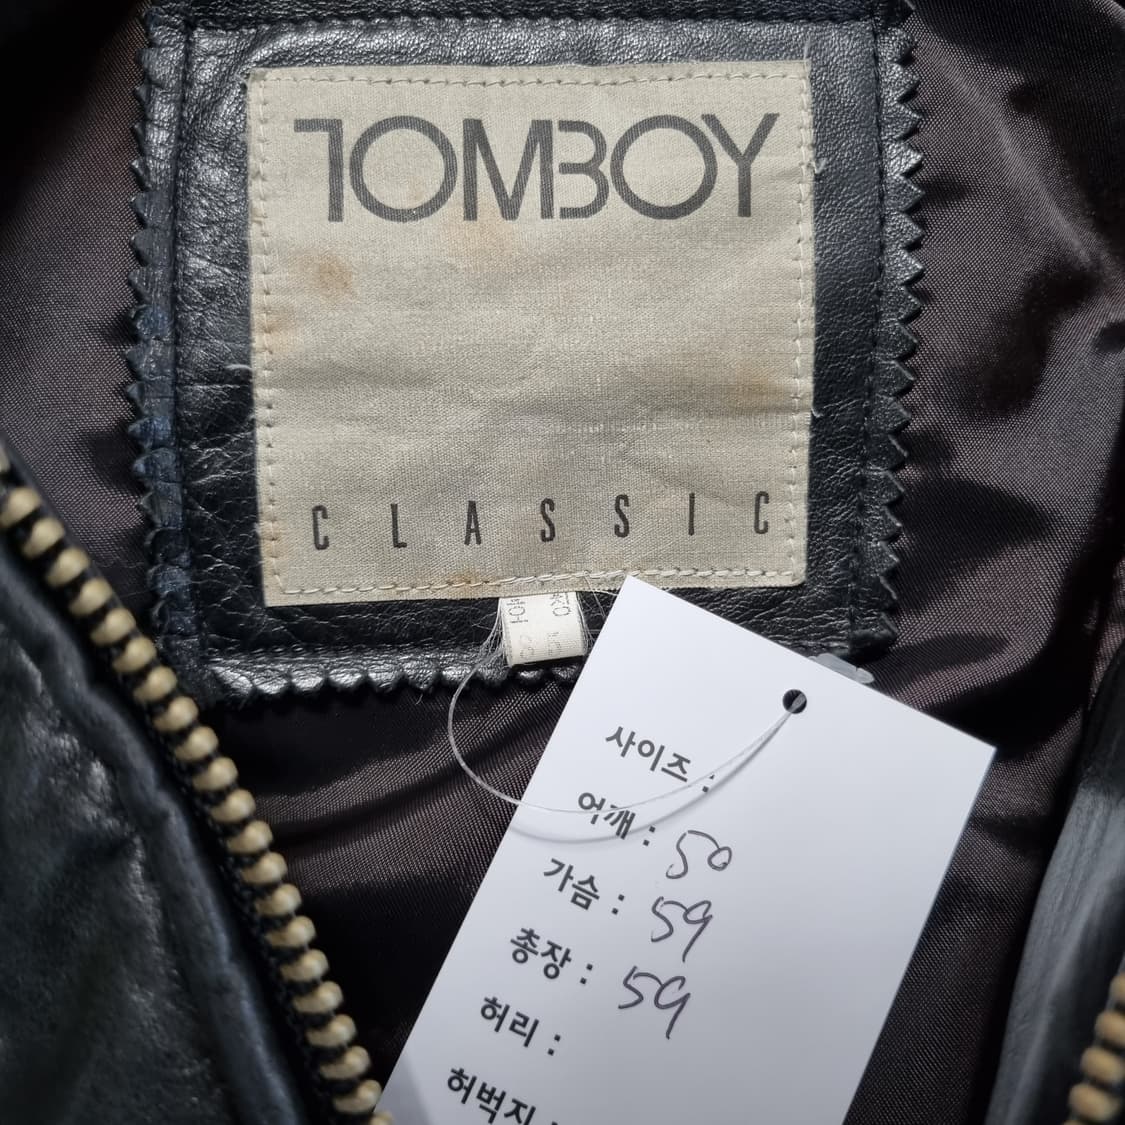 TOMBOY
CLASSIC
사이즈 :
어깨 : 50
가슴 : 59
총장 : 59
허리 :
허벅지 :